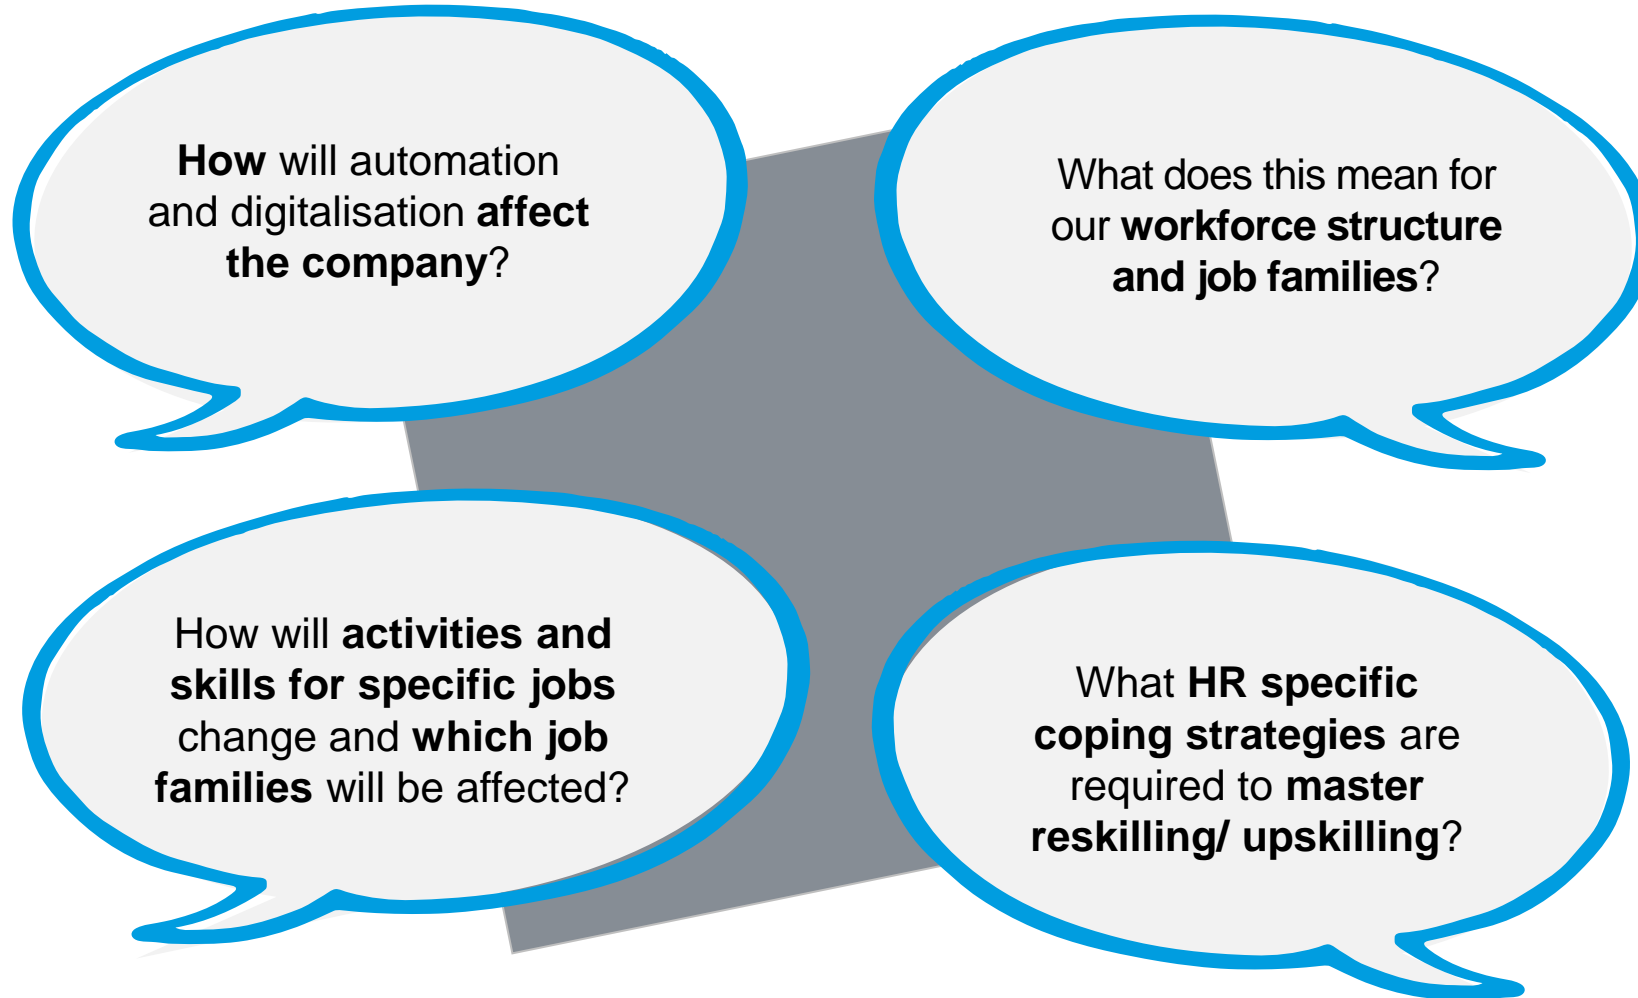 How will automation
and digitalisation affect
the company?
What does this mean for
our workforce structure
and job families?
How will activities and
skills for specific jobs
change and which job
families will be affected?
What HR specific
coping strategies are
required to master
reskilling/ upskilling?